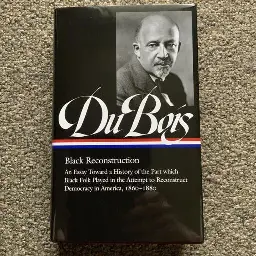 Du Bois
Black Reconstruction
An Essay Toward a History of the Part which
Black Folk Played in the Attempt to Reconstruct
Democracy in America, 1860–1880